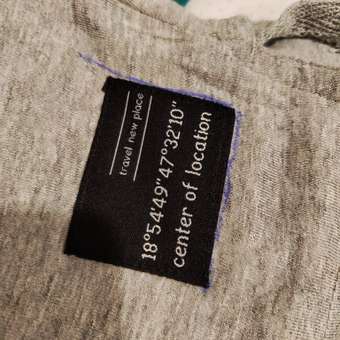 travel new place
18°54'49"47°32'10"
center of location